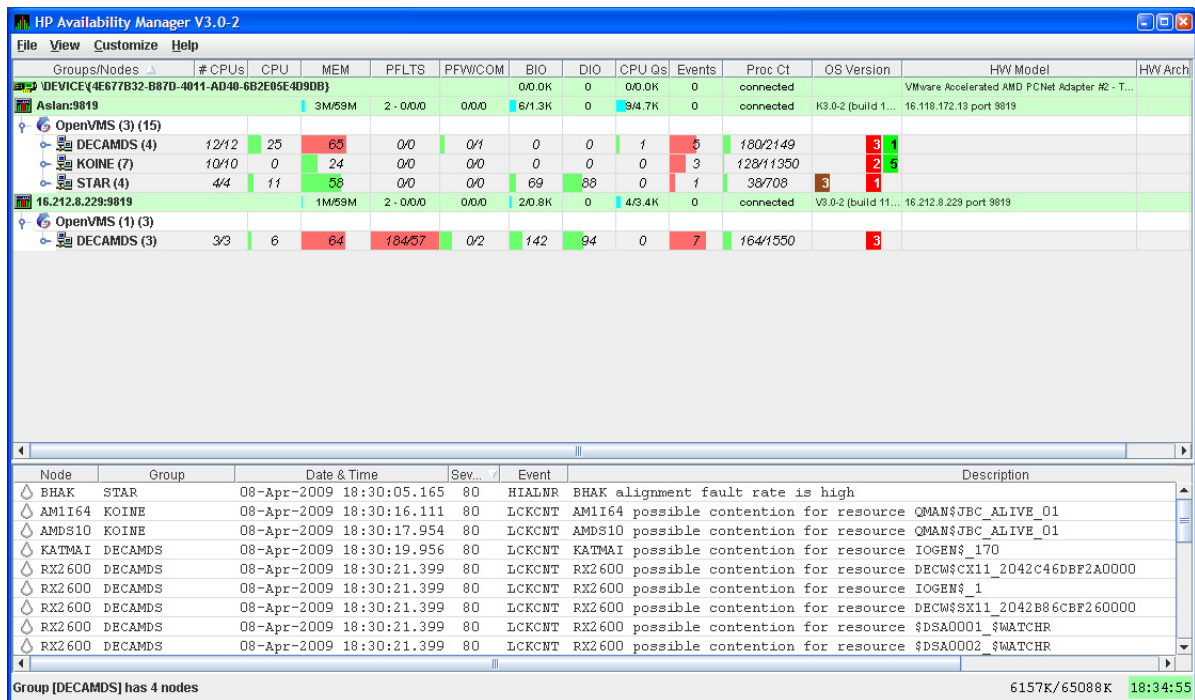 HP Availability Manager V3.0-2
File View Customize Help
Groups/Nodes # CPUs CPU MEM PFLTS PFW/COM BIO DIO CPU Qs Events Proc Ct OS Version HW Model HW Arch
\DEVICE\{4E677B32-B87D-4011-AD40-6B2E05E4D9DB} 0/0.0K 0 0/0.0K 0 connected VMware Accelerated AMD PCNet Adapter #2 - T...
Aslan:9819 3M/59M 2 - 0/0/0 0/0/0 6/1.3K 0 9/4.7K 0 connected K3.0-2 (build 1... 16.118.172.13 port 9819
OpenVMS (3) (15)
DECAMDS (4) 12/12 25 65 0/0 0/1 0 0 1 5 180/2149 3 1
KOINE (7) 10/10 0 24 0/0 0/0 0 0 0 3 128/11350 2 5
STAR (4) 4/4 11 58 0/0 0/0 69 88 0 1 38/708 3 1
16.212.8.229:9819 1M/59M 2 - 0/0/0 0/0/0 2/0.8K 0 4/3.4K 0 connected V3.0-2 (build 11... 16.212.8.229 port 9819
OpenVMS (1) (3)
DECAMDS (3) 3/3 6 64 184/57 0/2 142 94 0 7 164/1550 3
Node Group Date & Time Sev... Event Description
BHAK STAR 08-Apr-2009 18:30:05.165 80 HIALNR BHAK alignment fault rate is high
AM1I64 KOINE 08-Apr-2009 18:30:16.111 80 LCKCNT AM1I64 possible contention for resource QMAN$JBC_ALIVE_01
AMDS10 KOINE 08-Apr-2009 18:30:17.954 80 LCKCNT AMDS10 possible contention for resource QMAN$JBC_ALIVE_01
KATMAI DECAMDS 08-Apr-2009 18:30:19.956 80 LCKCNT KATMAI possible contention for resource IOGEN$_170
RX2600 DECAMDS 08-Apr-2009 18:30:21.399 80 LCKCNT RX2600 possible contention for resource DECW$CX11_2042C46DBF2A0000
RX2600 DECAMDS 08-Apr-2009 18:30:21.399 80 LCKCNT RX2600 possible contention for resource IOGEN$_1
RX2600 DECAMDS 08-Apr-2009 18:30:21.399 80 LCKCNT RX2600 possible contention for resource DECW$SX11_2042B86CBF260000
RX2600 DECAMDS 08-Apr-2009 18:30:21.399 80 LCKCNT RX2600 possible contention for resource $DSA0001_$WATCHR
RX2600 DECAMDS 08-Apr-2009 18:30:21.399 80 LCKCNT RX2600 possible contention for resource $DSA0002_$WATCHR
Group [DECAMDS] has 4 nodes 6157K/65088K 18:34:55